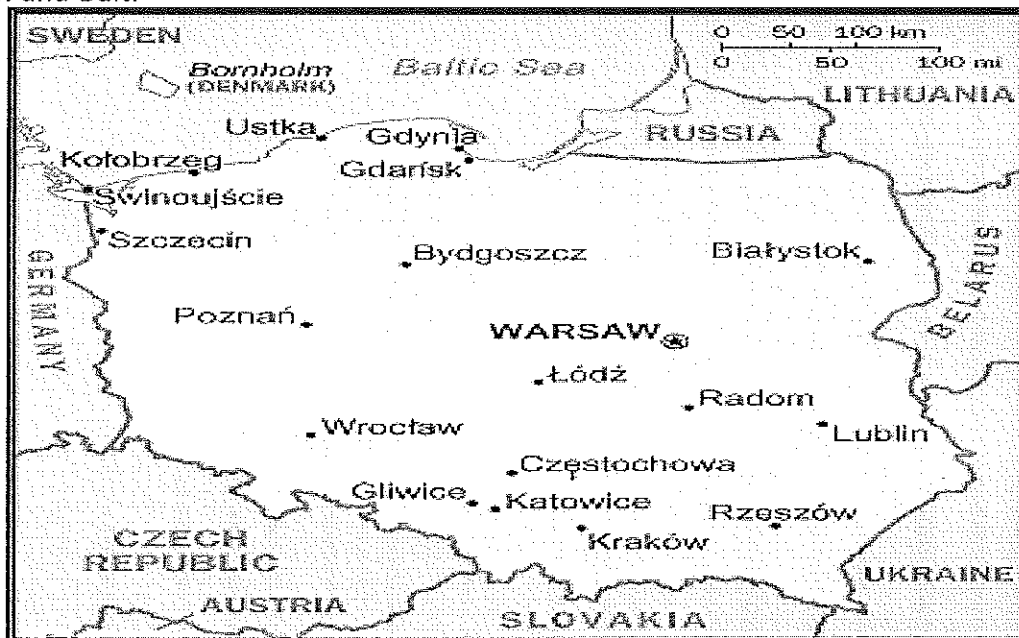 SWEDEN
0 50 100 km
0 50 100 mi
Bornholm
(DENMARK)
Baltic Sea
LITHUANIA
Ustka
Gdynia
RUSSIA
Kołobrzeg
Gdańsk
Świnoujście
Szczecin
Bydgoszcz
Białystok
GERMANY
BELARUS
Poznań
WARSAW
Łódź
Radom
Wrocław
Lublin
Częstochowa
Gliwice
Katowice
Rzeszów
CZECH
REPUBLIC
Kraków
UKRAINE
AUSTRIA
SLOVAKIA